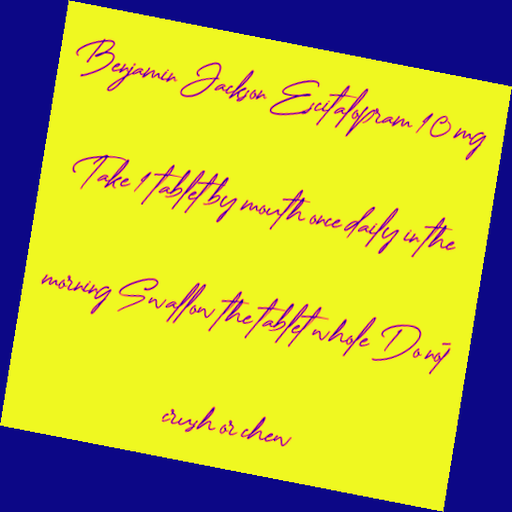 Benjamin Jackson Escitalopram 10 mg
Take 1 tablet by mouth once daily in the
morning Swallow the tablet whole Do not
crush or chew